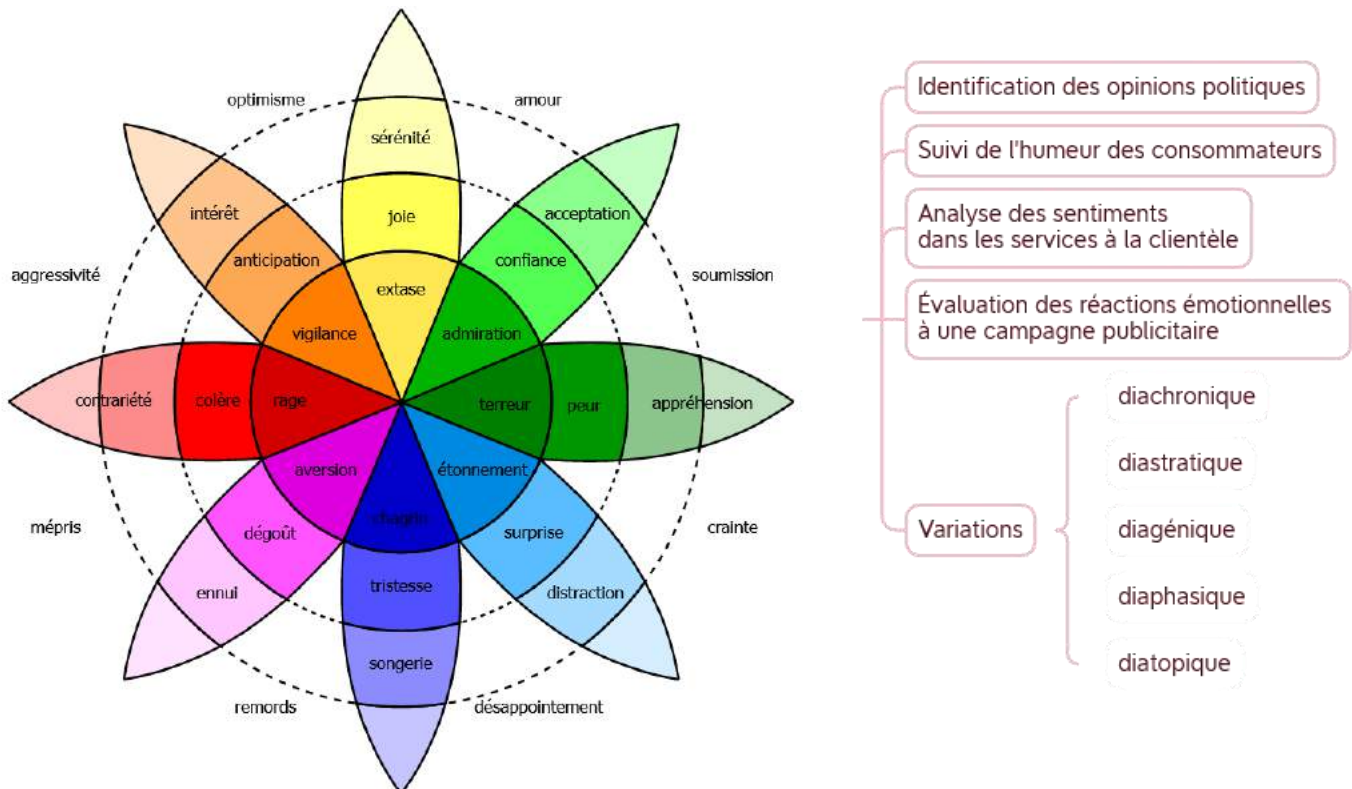 optimisme
amour
sérénité
intérêt
joie
acceptation
anticipation
confiance
aggressivité
soumission
extase
vigilance
admiration
contrariété
colère
rage
terreur
peur
appréhension
aversion
étonnement
chagrin
mépris
dégoût
surprise
crainte
ennui
tristesse
distraction
songerie
remords
désappointement
Identification des opinions politiques
Suivi de l'humeur des consommateurs
Analyse des sentiments
dans les services à la clientèle
Évaluation des réactions émotionnelles
à une campagne publicitaire
Variations
diachronique
diastratique
diagénique
diaphasique
diatopique